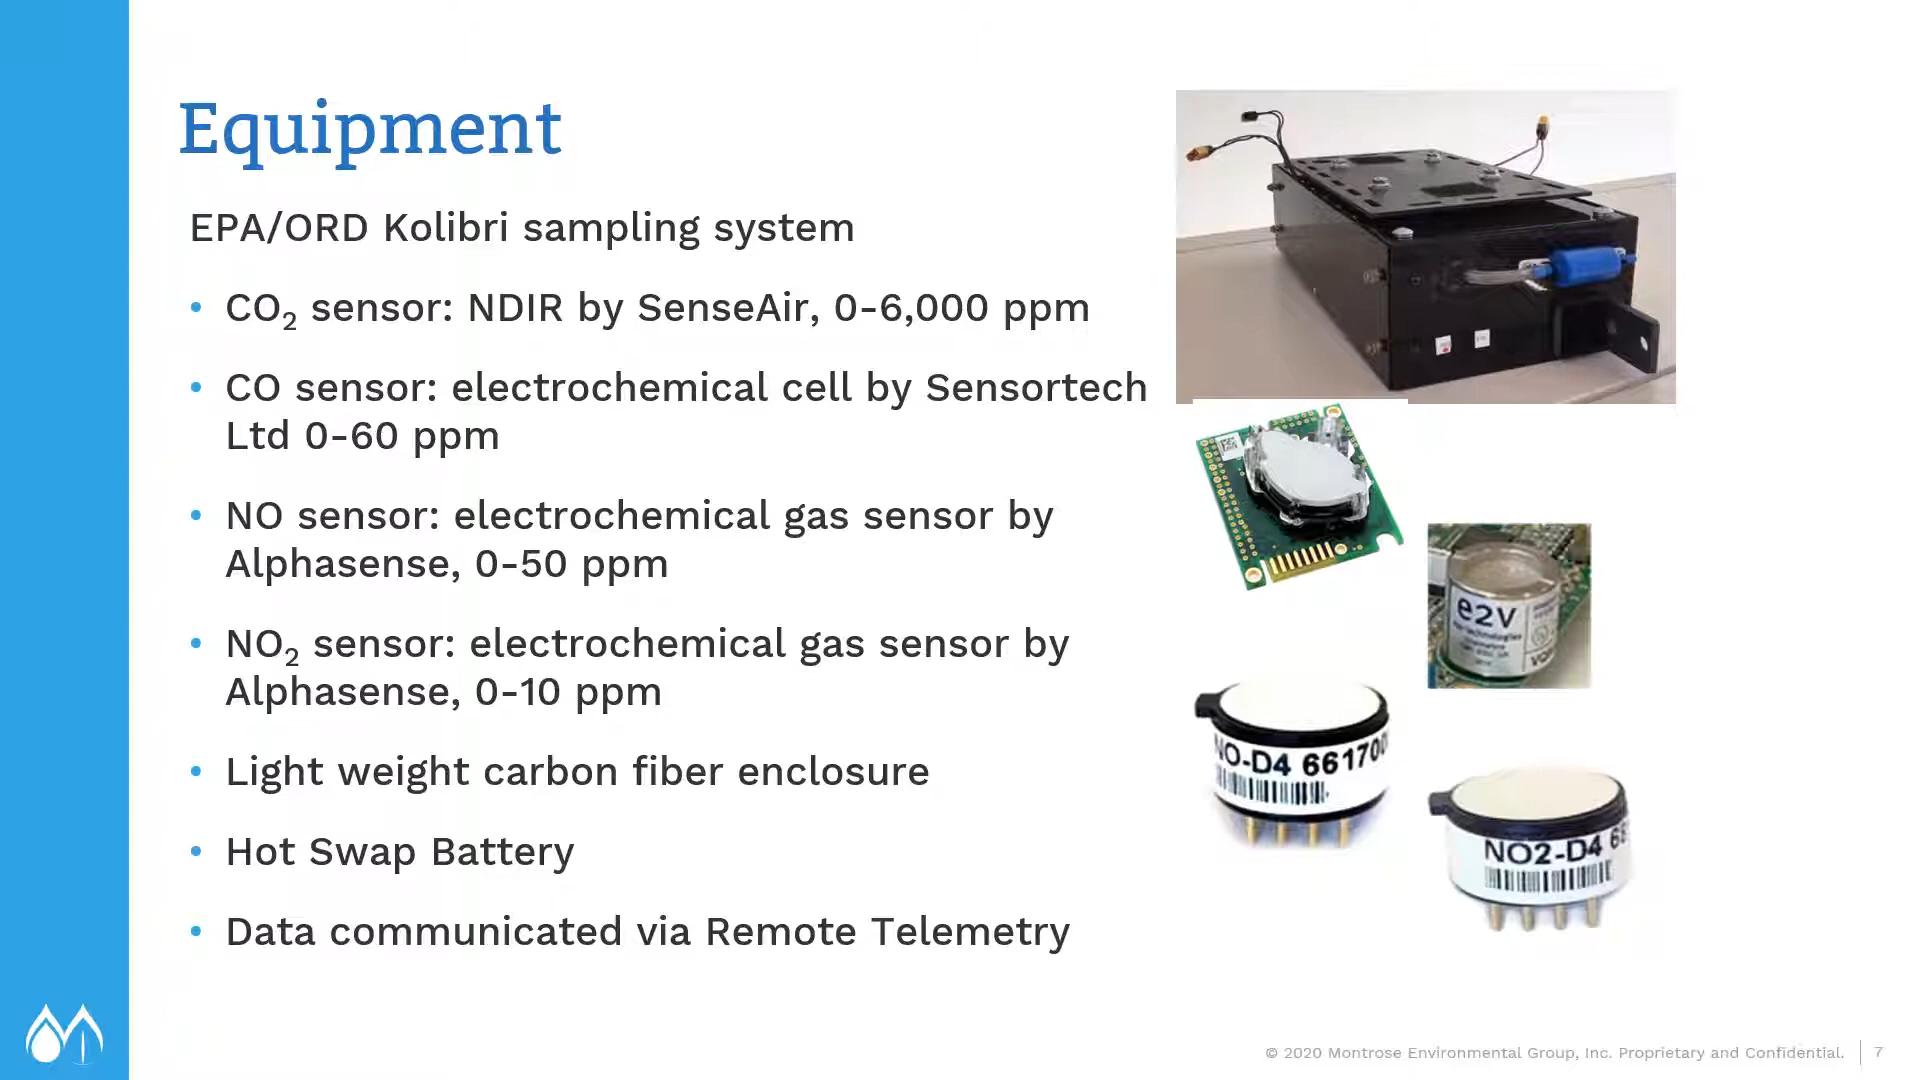 Equipment
EPA/ORD Kolibri sampling system
• CO₂ sensor: NDIR by SenseAir, 0-6,000 ppm
• CO sensor: electrochemical cell by Sensortech
Ltd 0-60 ppm
• NO sensor: electrochemical gas sensor by
Alphasense, 0-50 ppm
• NO₂ sensor: electrochemical gas sensor by
Alphasense, 0-10 ppm
• Light weight carbon fiber enclosure
• Hot Swap Battery
• Data communicated via Remote Telemetry
e2V
NO-D4 66170
NO2-D4
© 2020 Montrose Environmental Group, Inc. Proprietary and Confidential.
7